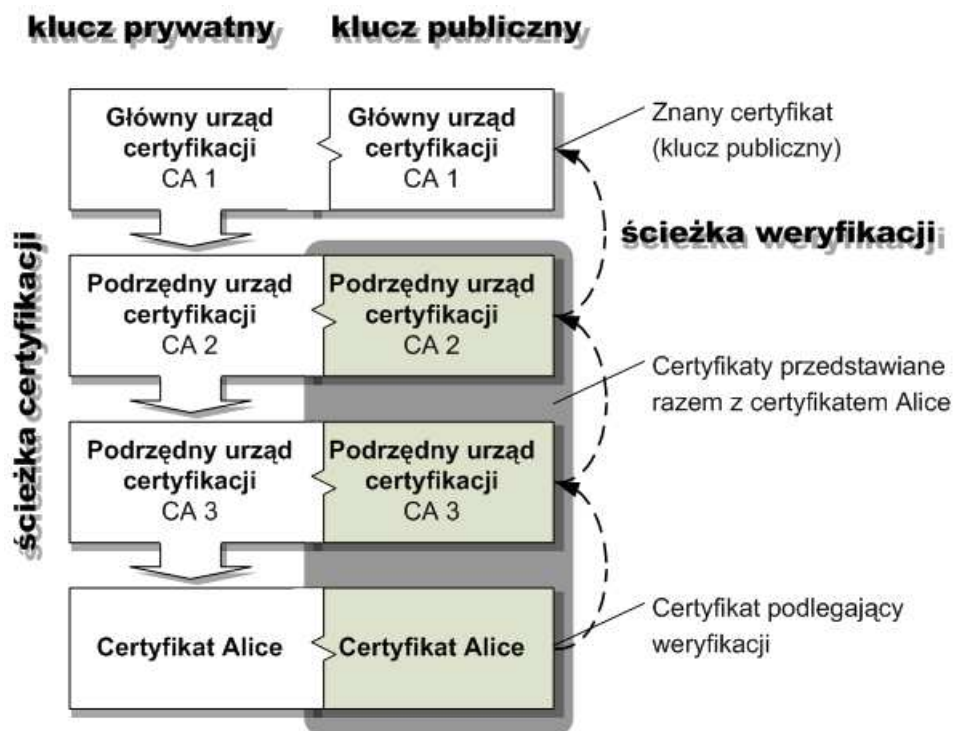 klucz prywatny
klucz publiczny
Główny urząd
certyfikacji
CA 1
Główny urząd
certyfikacji
CA 1
Znany certyfikat
(klucz publiczny)
ścieżka certyfikacji
ścieżka weryfikacji
Podrzędny urząd
certyfikacji
CA 2
Podrzędny urząd
certyfikacji
CA 2
Certyfikaty przedstawiane
razem z certyfikatem Alice
Podrzędny urząd
certyfikacji
CA 3
Podrzędny urząd
certyfikacji
CA 3
Certyfikat Alice
Certyfikat Alice
Certyfikat podlegający
weryfikacji